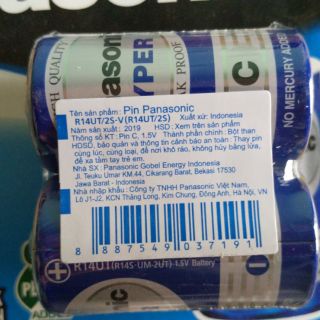 asonic
H QUALITY
HYPER
AK PROOF
C
NO MERCURY ADDED
Tên sản phẩm : Pin Panasonic
R14UT/2S-V(R14UT/2S) Xuất xứ: Indonesia
Năm sản xuất : 2019 HSD: Xem trên sản phẩm
Thông số KT : Pin C, 1.5V Thành phần chính : Bột than
HDSD, bảo quản và thông tin cảnh báo an toàn: Thay pin
cùng lúc, cùng loại, để nơi khô ráo, không hủy bằng lửa,
để xa tầm tay trẻ em.
Nhà SX : Panasonic Gobel Energy Indonesia
Jl. Teuku Umar KM.44, Cikarang Barat, Bekasi 17530
Jawa Barat - Indonesia
Nhà nhập khẩu: Công ty TNHH Panasonic Việt Nam,
Lô J1-J2, KCN Thăng Long, Kim Chung, Đông Anh, Hà Nội, VN
8 887549 037191
R14UT(R14S·UM-2UT) 1.5V Battery
C